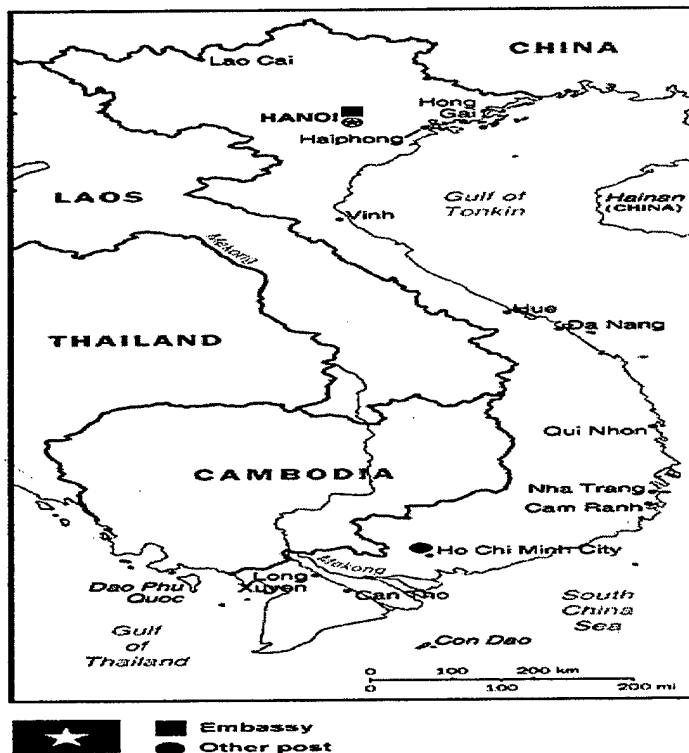 CHINA
Lao Cai
HANOI
Hong
Gai
Haiphong
LAOS
Gulf of
Tonkin
Hainan
(CHINA)
Vinh
Mekong
Hue
Da Nang
THAILAND
Qui Nhon
CAMBODIA
Nha Trang
Cam Ranh
Ho Chi Minh City
Mekong
Long
Xuyen
Can Tho
Dao Phu
Quoc
South
China
Sea
Gulf
of
Thailand
Con Dao
0 100 200 km
0 100 200 mi
Embassy
Other post